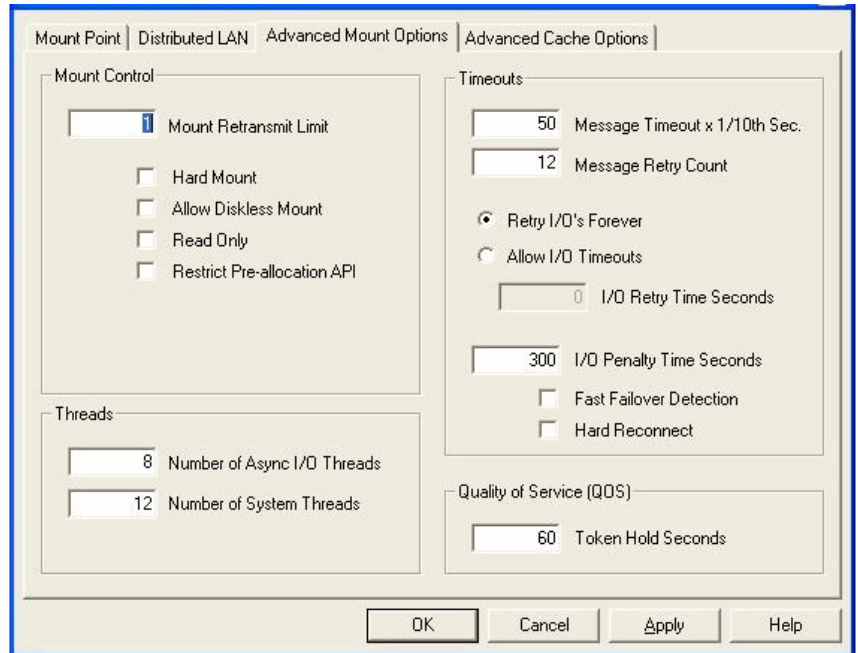 Mount Point
Distributed LAN
Advanced Mount Options
Advanced Cache Options
Mount Control
1 Mount Retransmit Limit
Hard Mount
Allow Diskless Mount
Read Only
Restrict Pre-allocation API
Threads
8 Number of Async I/O Threads
12 Number of System Threads
Timeouts
50 Message Timeout x 1/10th Sec.
12 Message Retry Count
Retry I/O's Forever
Allow I/O Timeouts
0 I/O Retry Time Seconds
300 I/O Penalty Time Seconds
Fast Failover Detection
Hard Reconnect
Quality of Service (QOS)
60 Token Hold Seconds
OK
Cancel
Apply
Help